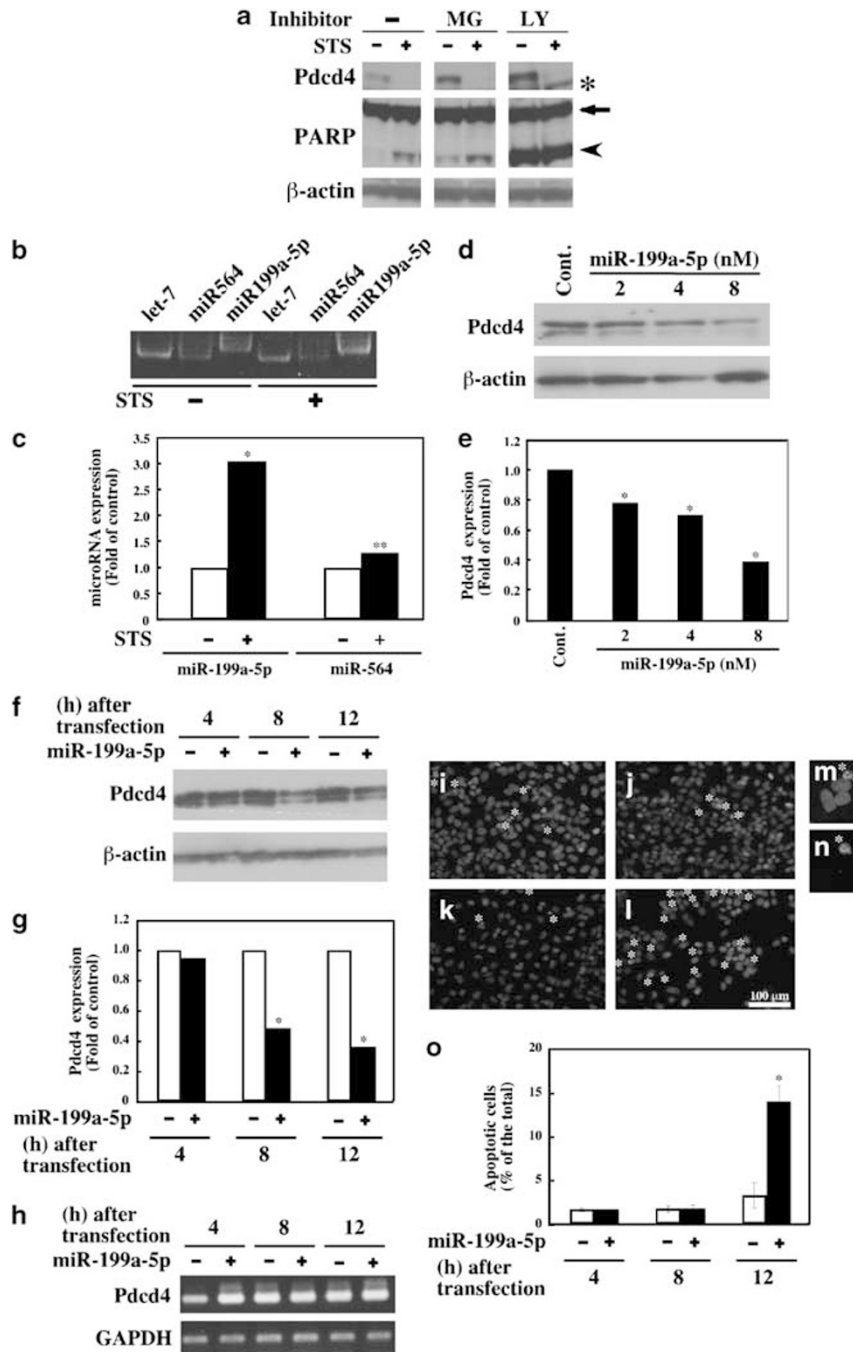 a
Inhibitor − MG LY
STS − + − + − +
Pdcd4 *
PARP
β-actin
b
let-7 miR564 miR199a-5p let-7 miR564 miR199a-5p
STS − +
c
microRNA expression
(Fold of control)
3.5
3.0
2.5
2.0
1.5
1.0
0.5
0
* **
STS − + − +
miR-199a-5p miR-564
d
Cont. miR-199a-5p (nM)
2 4 8
Pdcd4
β-actin
e
Pdcd4 expression
(Fold of control)
1.2
1.0
0.8
0.6
0.4
0.2
0
* * *
Cont. 2 4 8
miR-199a-5p (nM)
f
(h) after
transfection 4 8 12
miR-199a-5p − + − + − +
Pdcd4
β-actin
g
Pdcd4 expression
(Fold of control)
1.2
1.0
0.8
0.6
0.4
0.2
0
* *
miR-199a-5p − + − + − +
(h) after
transfection 4 8 12
h
(h) after
transfection 4 8 12
miR-199a-5p − + − + − +
Pdcd4
GAPDH
i j
k l
100 μm
m
n
o
Apoptotic cells
(% of the total)
20
15
10
5
0
*
miR-199a-5p − + − + − +
(h) after
transfection 4 8 12